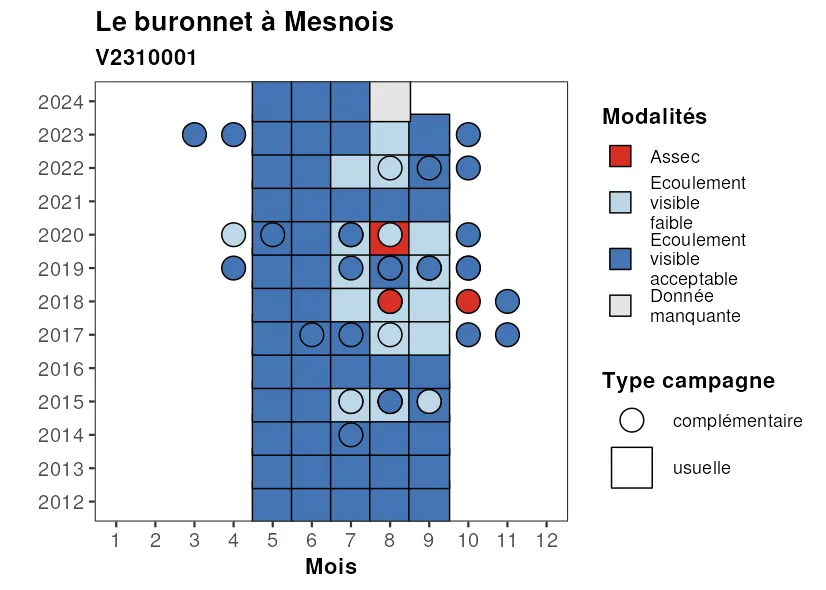 Le buronnet à Mesnois
V2310001
2024
2023
2022
2021
2020
2019
2018
2017
2016
2015
2014
2013
2012
1 2 3 4 5 6 7 8 9 10 11 12
Mois
Modalités
Assec
Ecoulement
visible
faible
Ecoulement
visible
acceptable
Donnée
manquante
Type campagne
complémentaire
usuelle